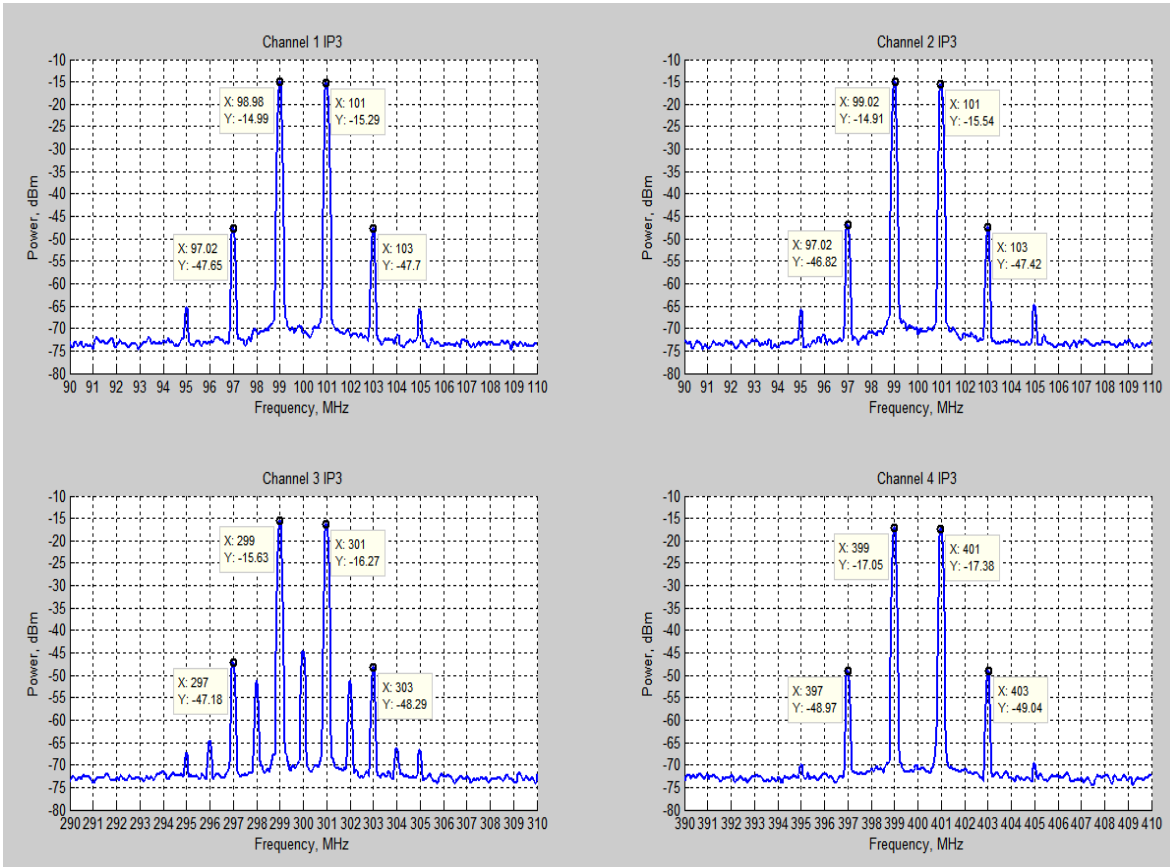 Channel 1 IP3
-10
-15
-20
-25
-30
-35
-40
-45
-50
-55
-60
-65
-70
-75
-80
Power, dBm
X: 98.98
Y: -14.99
X: 101
Y: -15.29
X: 97.02
Y: -47.65
X: 103
Y: -47.7
90 91 92 93 94 95 96 97 98 99 100 101 102 103 104 105 106 107 108 109 110
Frequency, MHz
Channel 2 IP3
-10
-15
-20
-25
-30
-35
-40
-45
-50
-55
-60
-65
-70
-75
-80
Power, dBm
X: 99.02
Y: -14.91
X: 101
Y: -15.54
X: 97.02
Y: -46.82
X: 103
Y: -47.42
90 91 92 93 94 95 96 97 98 99 100 101 102 103 104 105 106 107 108 109 110
Frequency, MHz
Channel 3 IP3
-10
-15
-20
-25
-30
-35
-40
-45
-50
-55
-60
-65
-70
-75
-80
Power, dBm
X: 299
Y: -15.63
X: 301
Y: -16.27
X: 297
Y: -47.18
X: 303
Y: -48.29
290 291 292 293 294 295 296 297 298 299 300 301 302 303 304 305 306 307 308 309 310
Frequency, MHz
Channel 4 IP3
-10
-15
-20
-25
-30
-35
-40
-45
-50
-55
-60
-65
-70
-75
-80
Power, dBm
X: 399
Y: -17.05
X: 401
Y: -17.38
X: 397
Y: -48.97
X: 403
Y: -49.04
390 391 392 393 394 395 396 397 398 399 400 401 402 403 404 405 406 407 408 409 410
Frequency, MHz